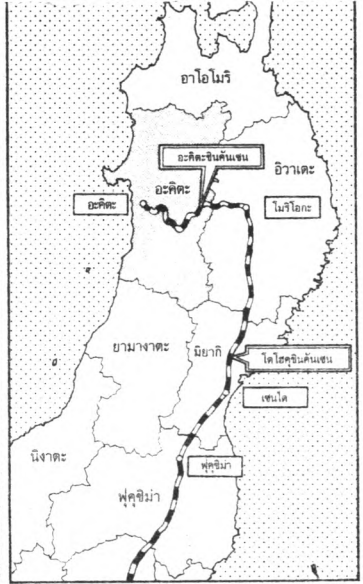 อาโอโมริ
อะคิตะชินคันเซน
อะคิตะ
อิวาเตะ
อะคิตะ
โมริโอกะ
ยามางาตะ
มิยากิ
โตโฮคุชินคันเซน
เซนได
นิงาตะ
ฟุคุชิม่า
ฟุคุชิม่า